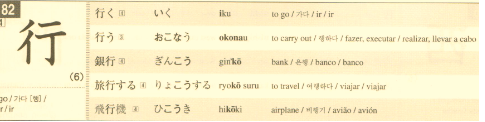 82
行
(6)
go / 가다 [행] /
r / ir
行く 5 いく iku to go / 가다 / ir / ir
行う おこなう okonau to carry out / 행하다 / fazer, executar / realizar, llevar a cabo
銀行 ぎんこう gin'kō bank / 은행 / banco / banco
旅行する 4 りょこうする ryokō suru to travel / 여행하다 / viajar / viajar
飛行機 4 ひこうき hikōki airplane / 비행기 / avião / avión